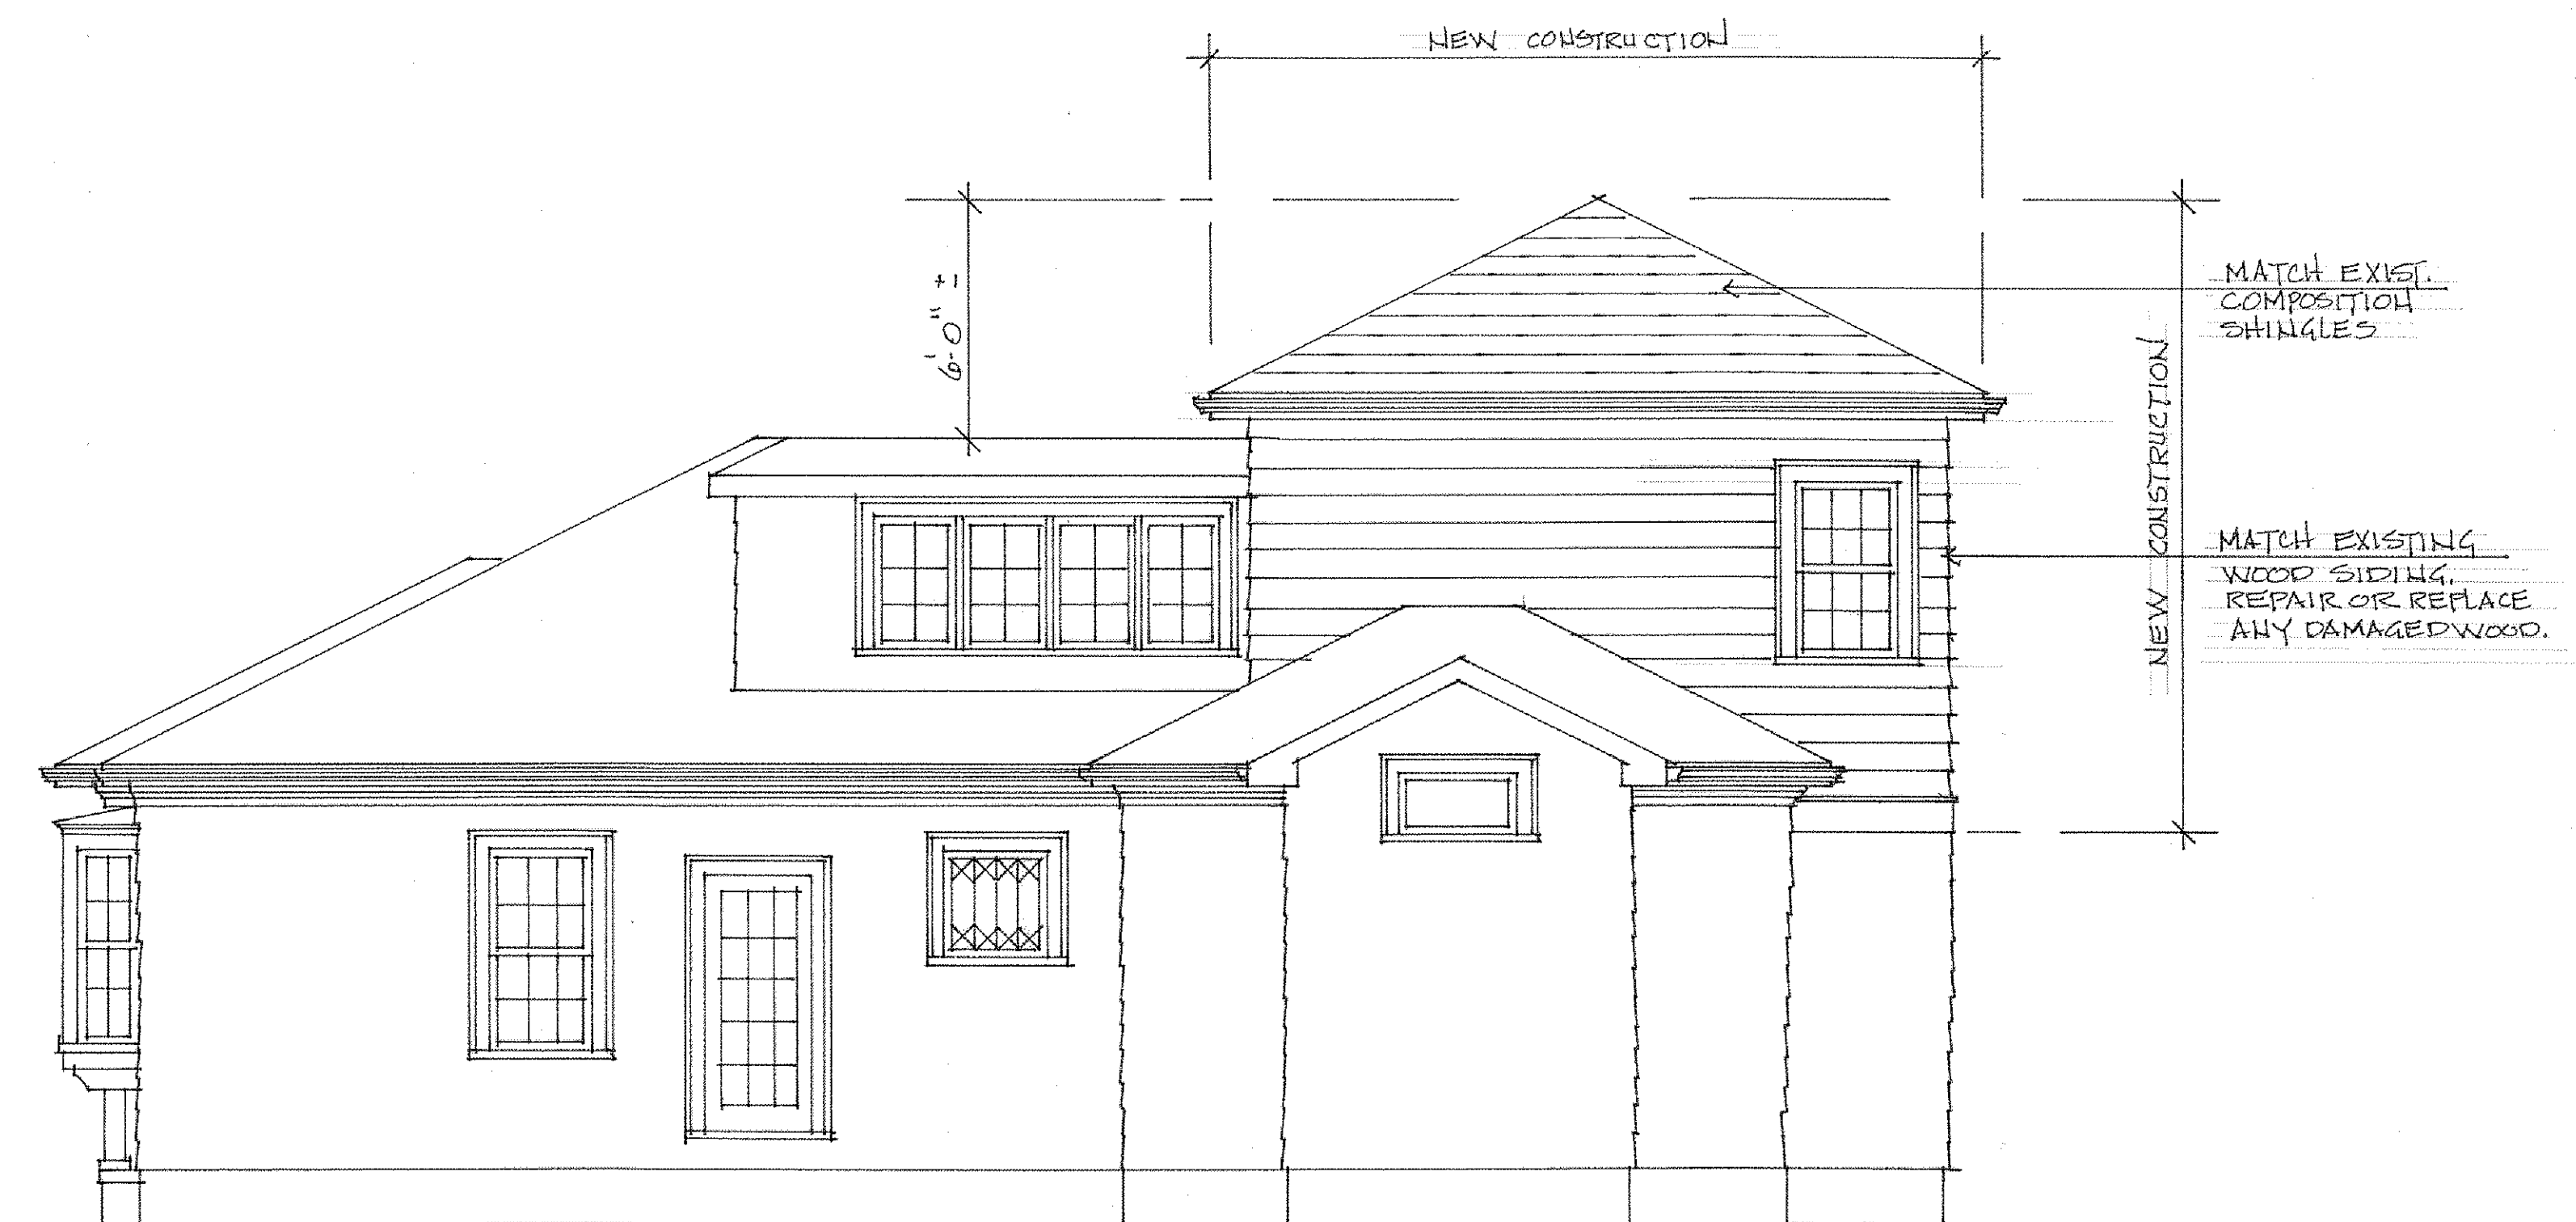 NEW CONSTRUCTION
6'-0" ±
MATCH EXIST.
COMPOSITION
SHINGLES
NEW CONSTRUCTION
MATCH EXISTING
WOOD SIDING.
REPAIR OR REPLACE
ANY DAMAGED WOOD.